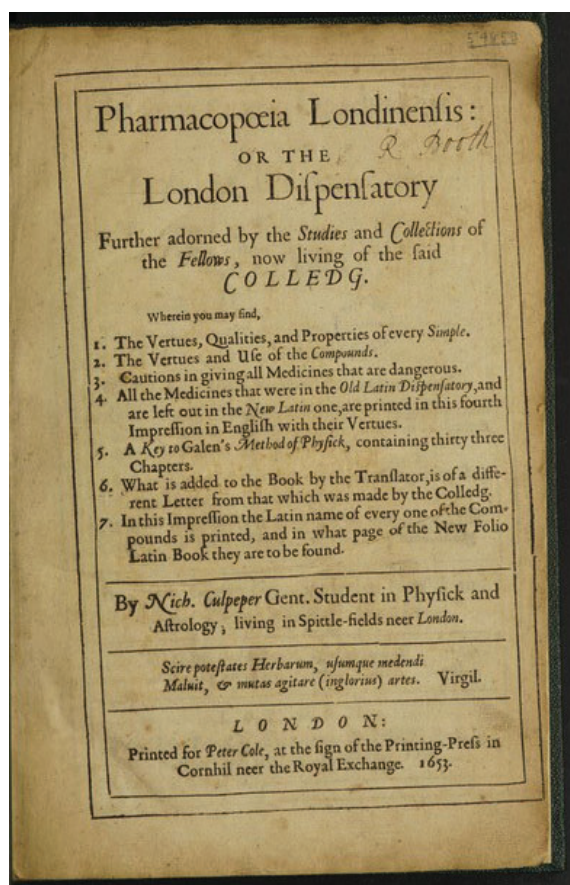 54858
Pharmacopœia Londinenſis:
OR THE
R Booth
London Diſpenſatory
Further adorned by the Studies and Collections of
the Fellows, now living of the ſaid
COLLEDG.
Wherein you may find,
1. The Vertues, Qualities, and Properties of every Simple.
2. The Vertues and Uſe of the Compounds.
3. Cautions in giving all Medicines that are dangerous.
4. All the Medicines that were in the Old Latin Diſpenſatory, and
are left out in the New Latin one, are printed in this fourth
Impreſſion in Engliſh with their Vertues.
5. A Key to Galen's Method of Phyſick, containing thirty three
Chapters.
6. What is added to the Book by the Tranſlator, is of a diffe-
rent Letter from that which was made by the Colledg.
7. In this Impreſſion the Latin name of every one of the Com-
pounds is printed, and in what page of the New Folio
Latin Book they are to be found.
By Nich. Culpeper Gent. Student in Phyſick and
Aſtrology; living in Spittle-fields neer London.
Scire poteſtates Herbarum, uſumque medendi
Maluit, & mutas agitare (inglorius) artes. Virgil.
LONDON:
Printed for Peter Cole, at the ſign of the Printing-Preſs in
Cornhil neer the Royal Exchange. 1653.